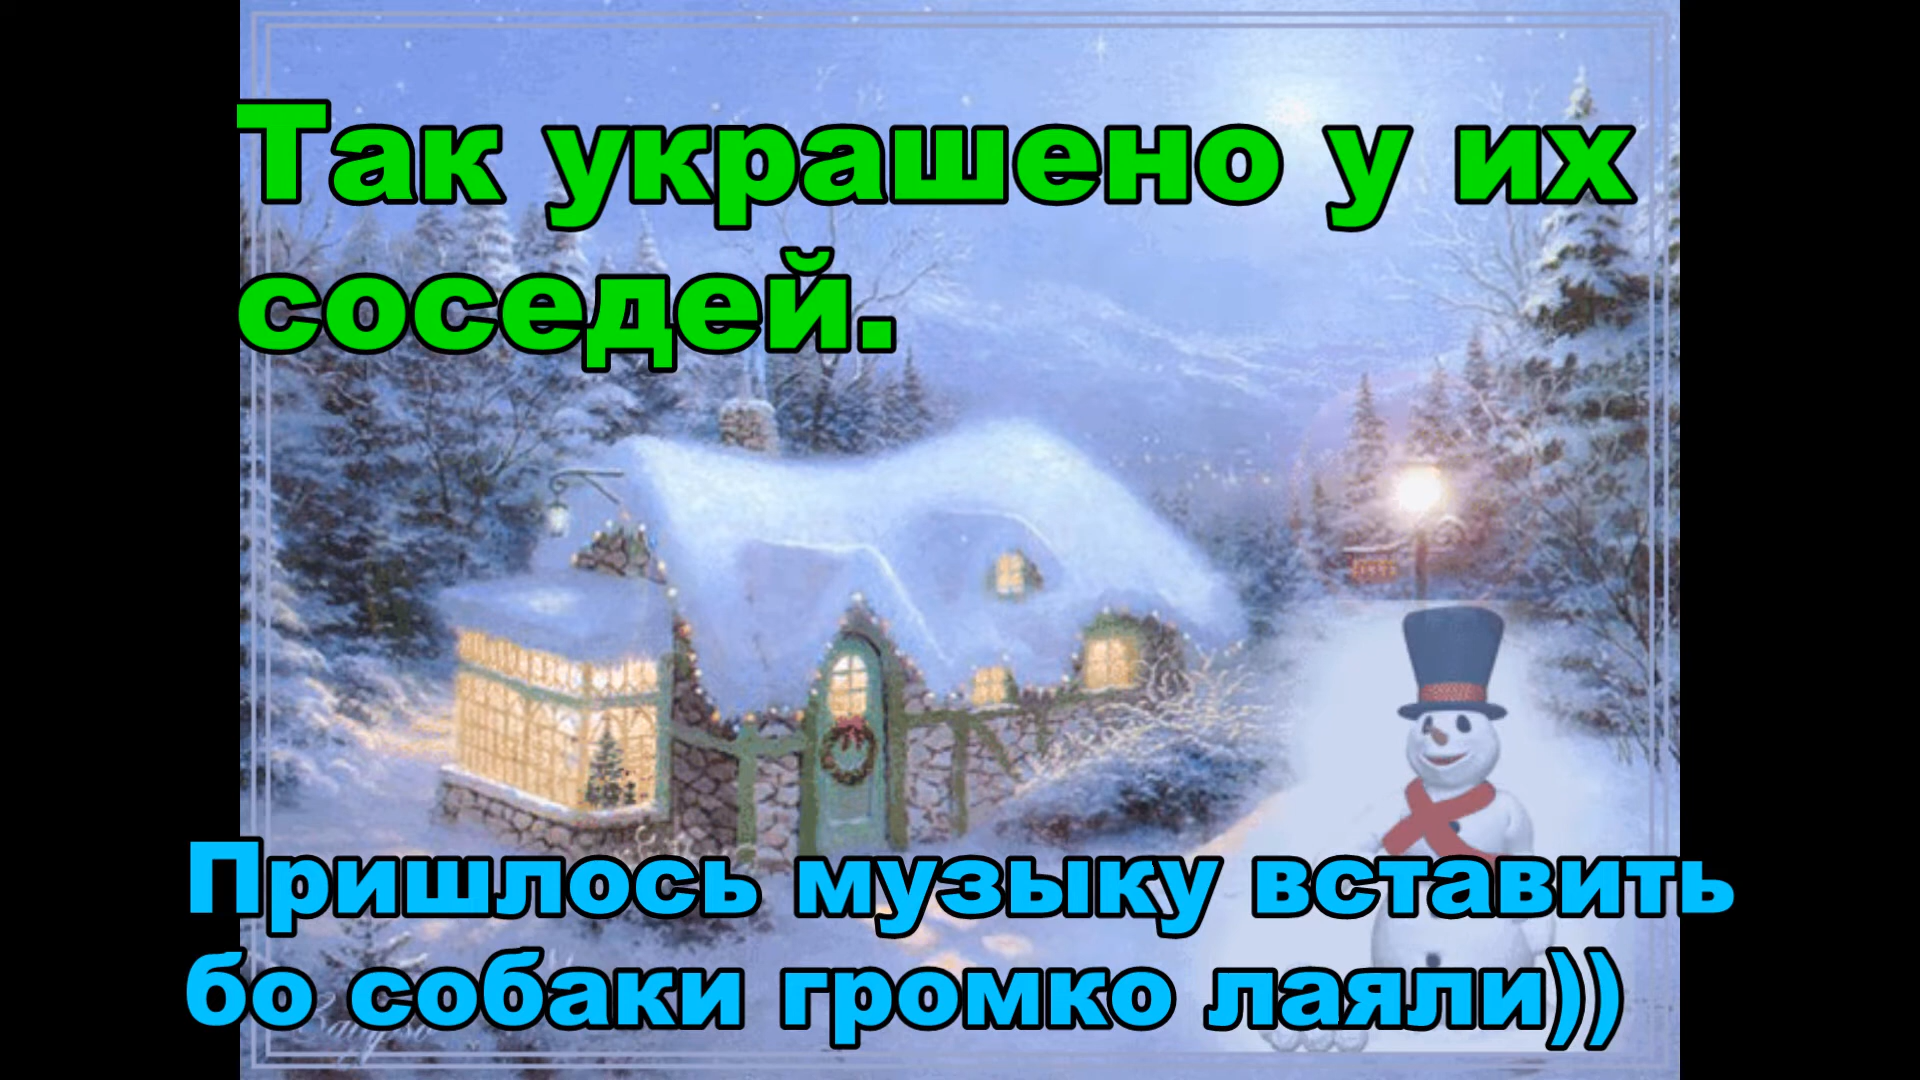 Так украшено у их
соседей.
Пришлось музыку вставить
бо собаки громко лаяли))